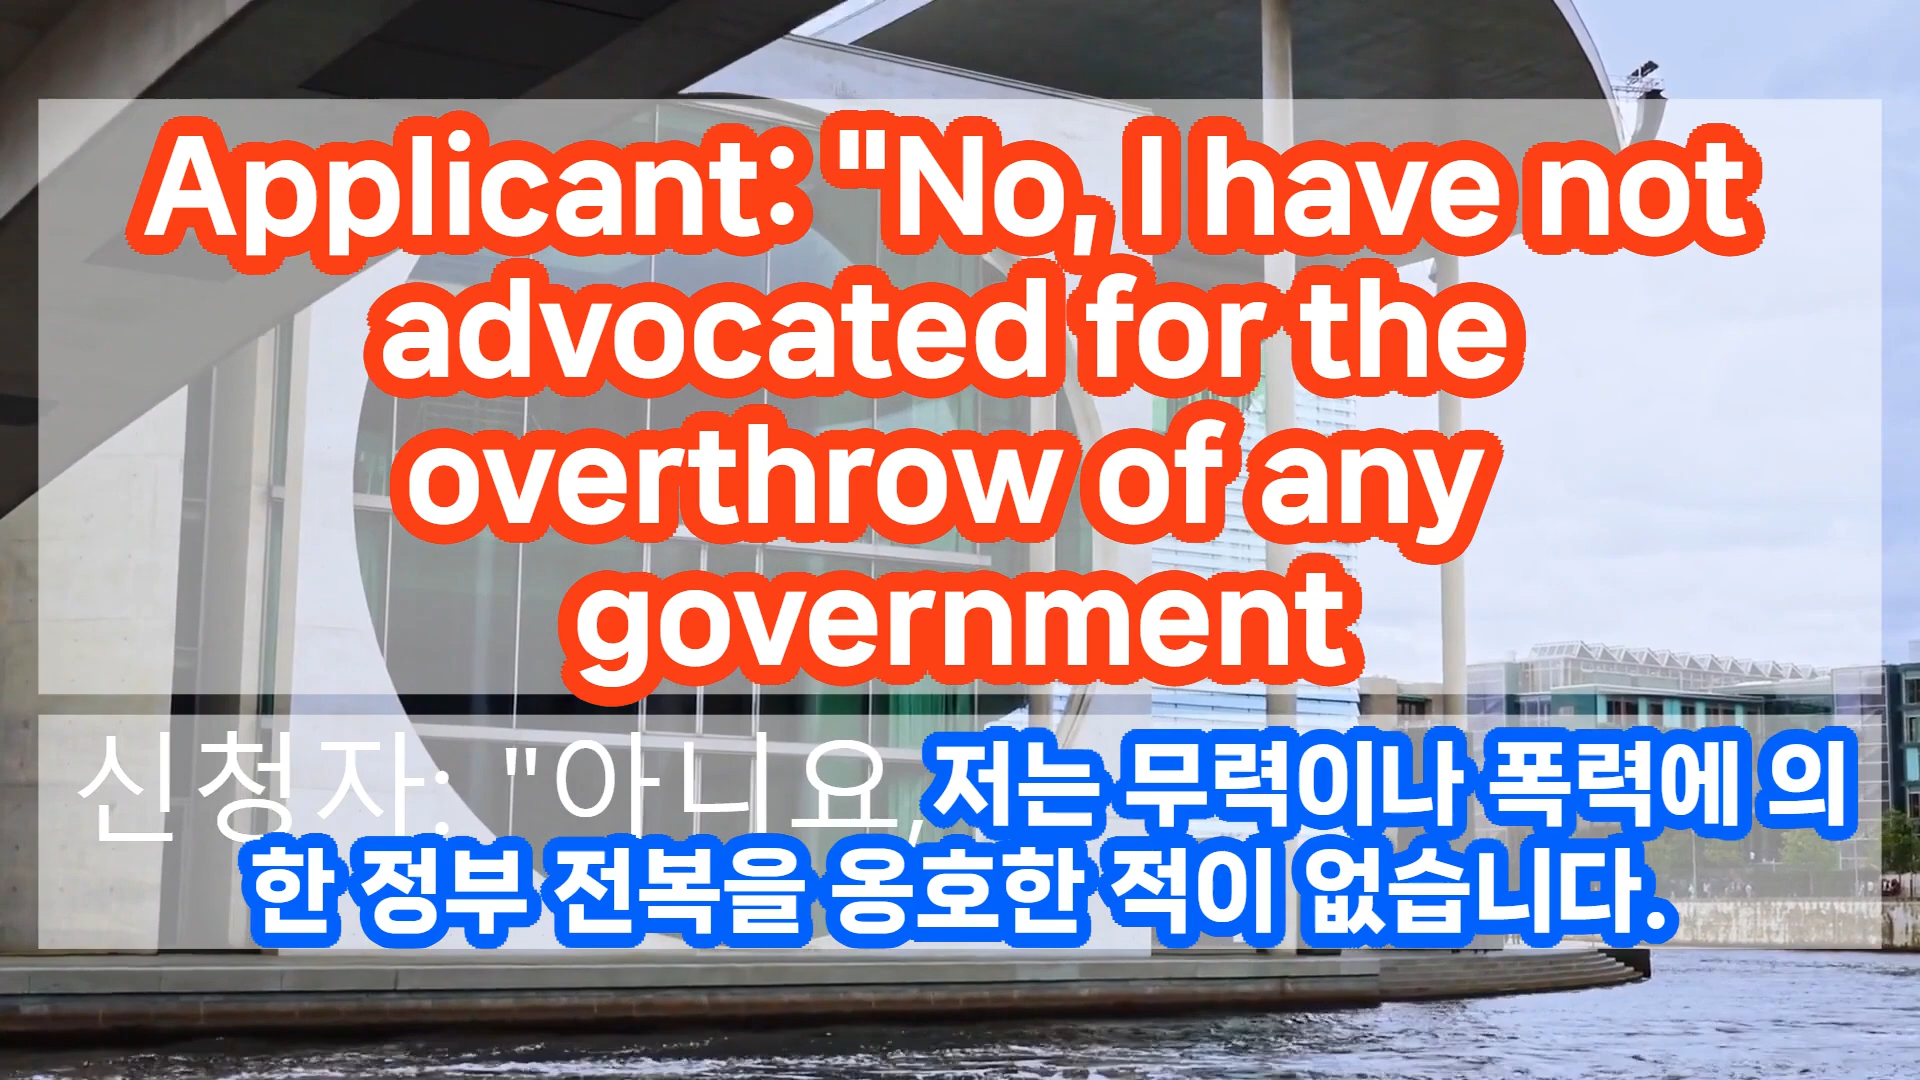 Applicant: "No, I have not
advocated for the
overthrow of any
government
신청자: "아니요, 저는 무력이나 폭력에 의
한 정부 전복을 옹호한 적이 없습니다.